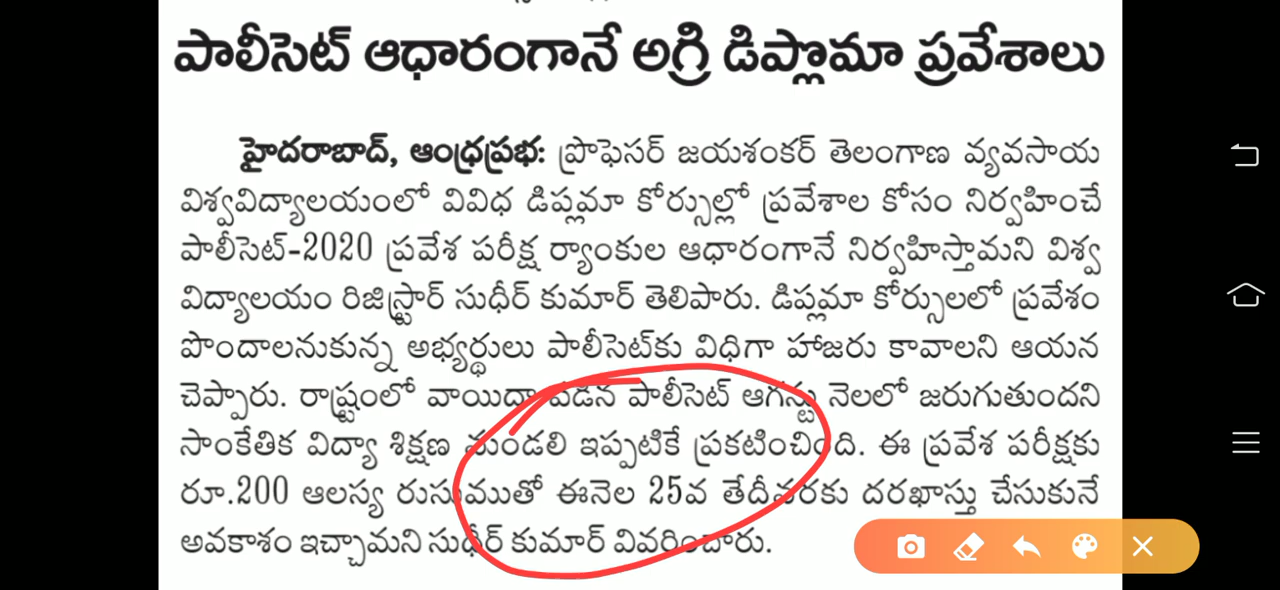 పాలీసెట్ ఆధారంగానే అగ్రి డిప్లొమా ప్రవేశాలు
హైదరాబాద్, ఆంధ్రప్రభ: ప్రొఫెసర్ జయశంకర్ తెలంగాణ వ్యవసాయ
విశ్వవిద్యాలయంలో వివిధ డిప్లమా కోర్సుల్లో ప్రవేశాల కోసం నిర్వహించే
పాలీసెట్-2020 ప్రవేశ పరీక్ష ర్యాంకుల ఆధారంగానే నిర్వహిస్తామని విశ్వ
విద్యాలయం రిజిస్ట్రార్ సుధీర్ కుమార్ తెలిపారు. డిప్లమా కోర్సులలో ప్రవేశం
పొందాలనుకున్న అభ్యర్థులు పాలీసెట్‌కు విధిగా హాజరు కావాలని ఆయన
చెప్పారు. రాష్ట్రంలో వాయిదా పడిన పాలీసెట్ ఆగస్టు నెలలో జరుగుతుందని
సాంకేతిక విద్యా శిక్షణ మండలి ఇప్పటికే ప్రకటించింది. ఈ ప్రవేశ పరీక్షకు
రూ.200 ఆలస్య రుసుముతో ఈనెల 25వ తేదీవరకు దరఖాస్తు చేసుకునే
అవకాశం ఇచ్చామని సుధీర్ కుమార్ వివరించారు.